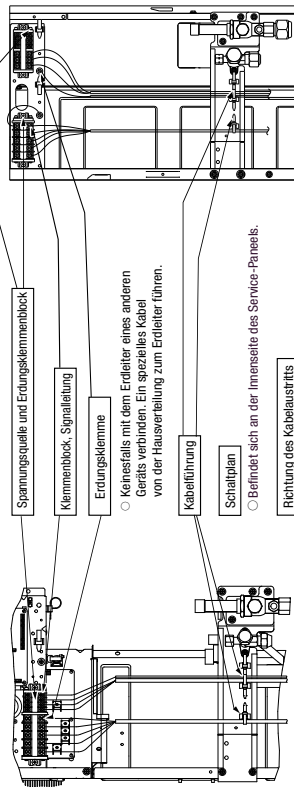 Spannungsquelle und Erdungsklemmenblock
Klemmenblock, Signalleitung
Erdungsklemme
○ Keinesfalls mit dem Erdleiter eines anderen
Geräts verbinden. Ein spezielles Kabel
von der Hausverteilung zum Erdleiter führen.
Kabelführung
Schaltplan
○ Befindet sich an der Innenseite des Service-Paneels.
Richtung des Kabelaustritts